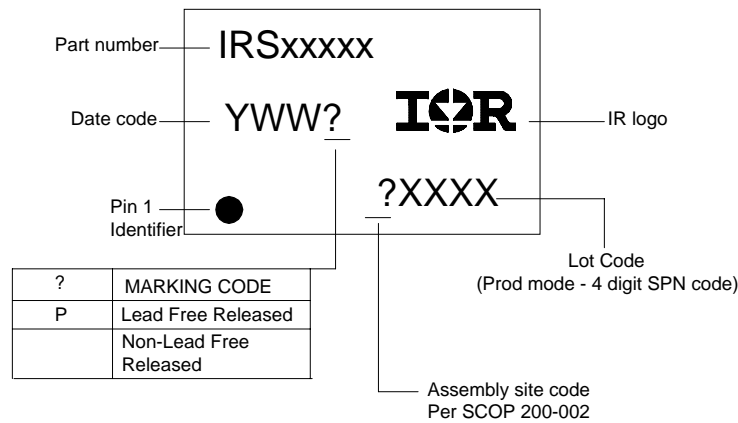 Part number
IRSxxxxx
Date code
YWW?
IOR
IR logo
Pin 1
Identifier
?XXXX
Lot Code
(Prod mode - 4 digit SPN code)
? MARKING CODE
P Lead Free Released
Non-Lead Free
Released
Assembly site code
Per SCOP 200-002